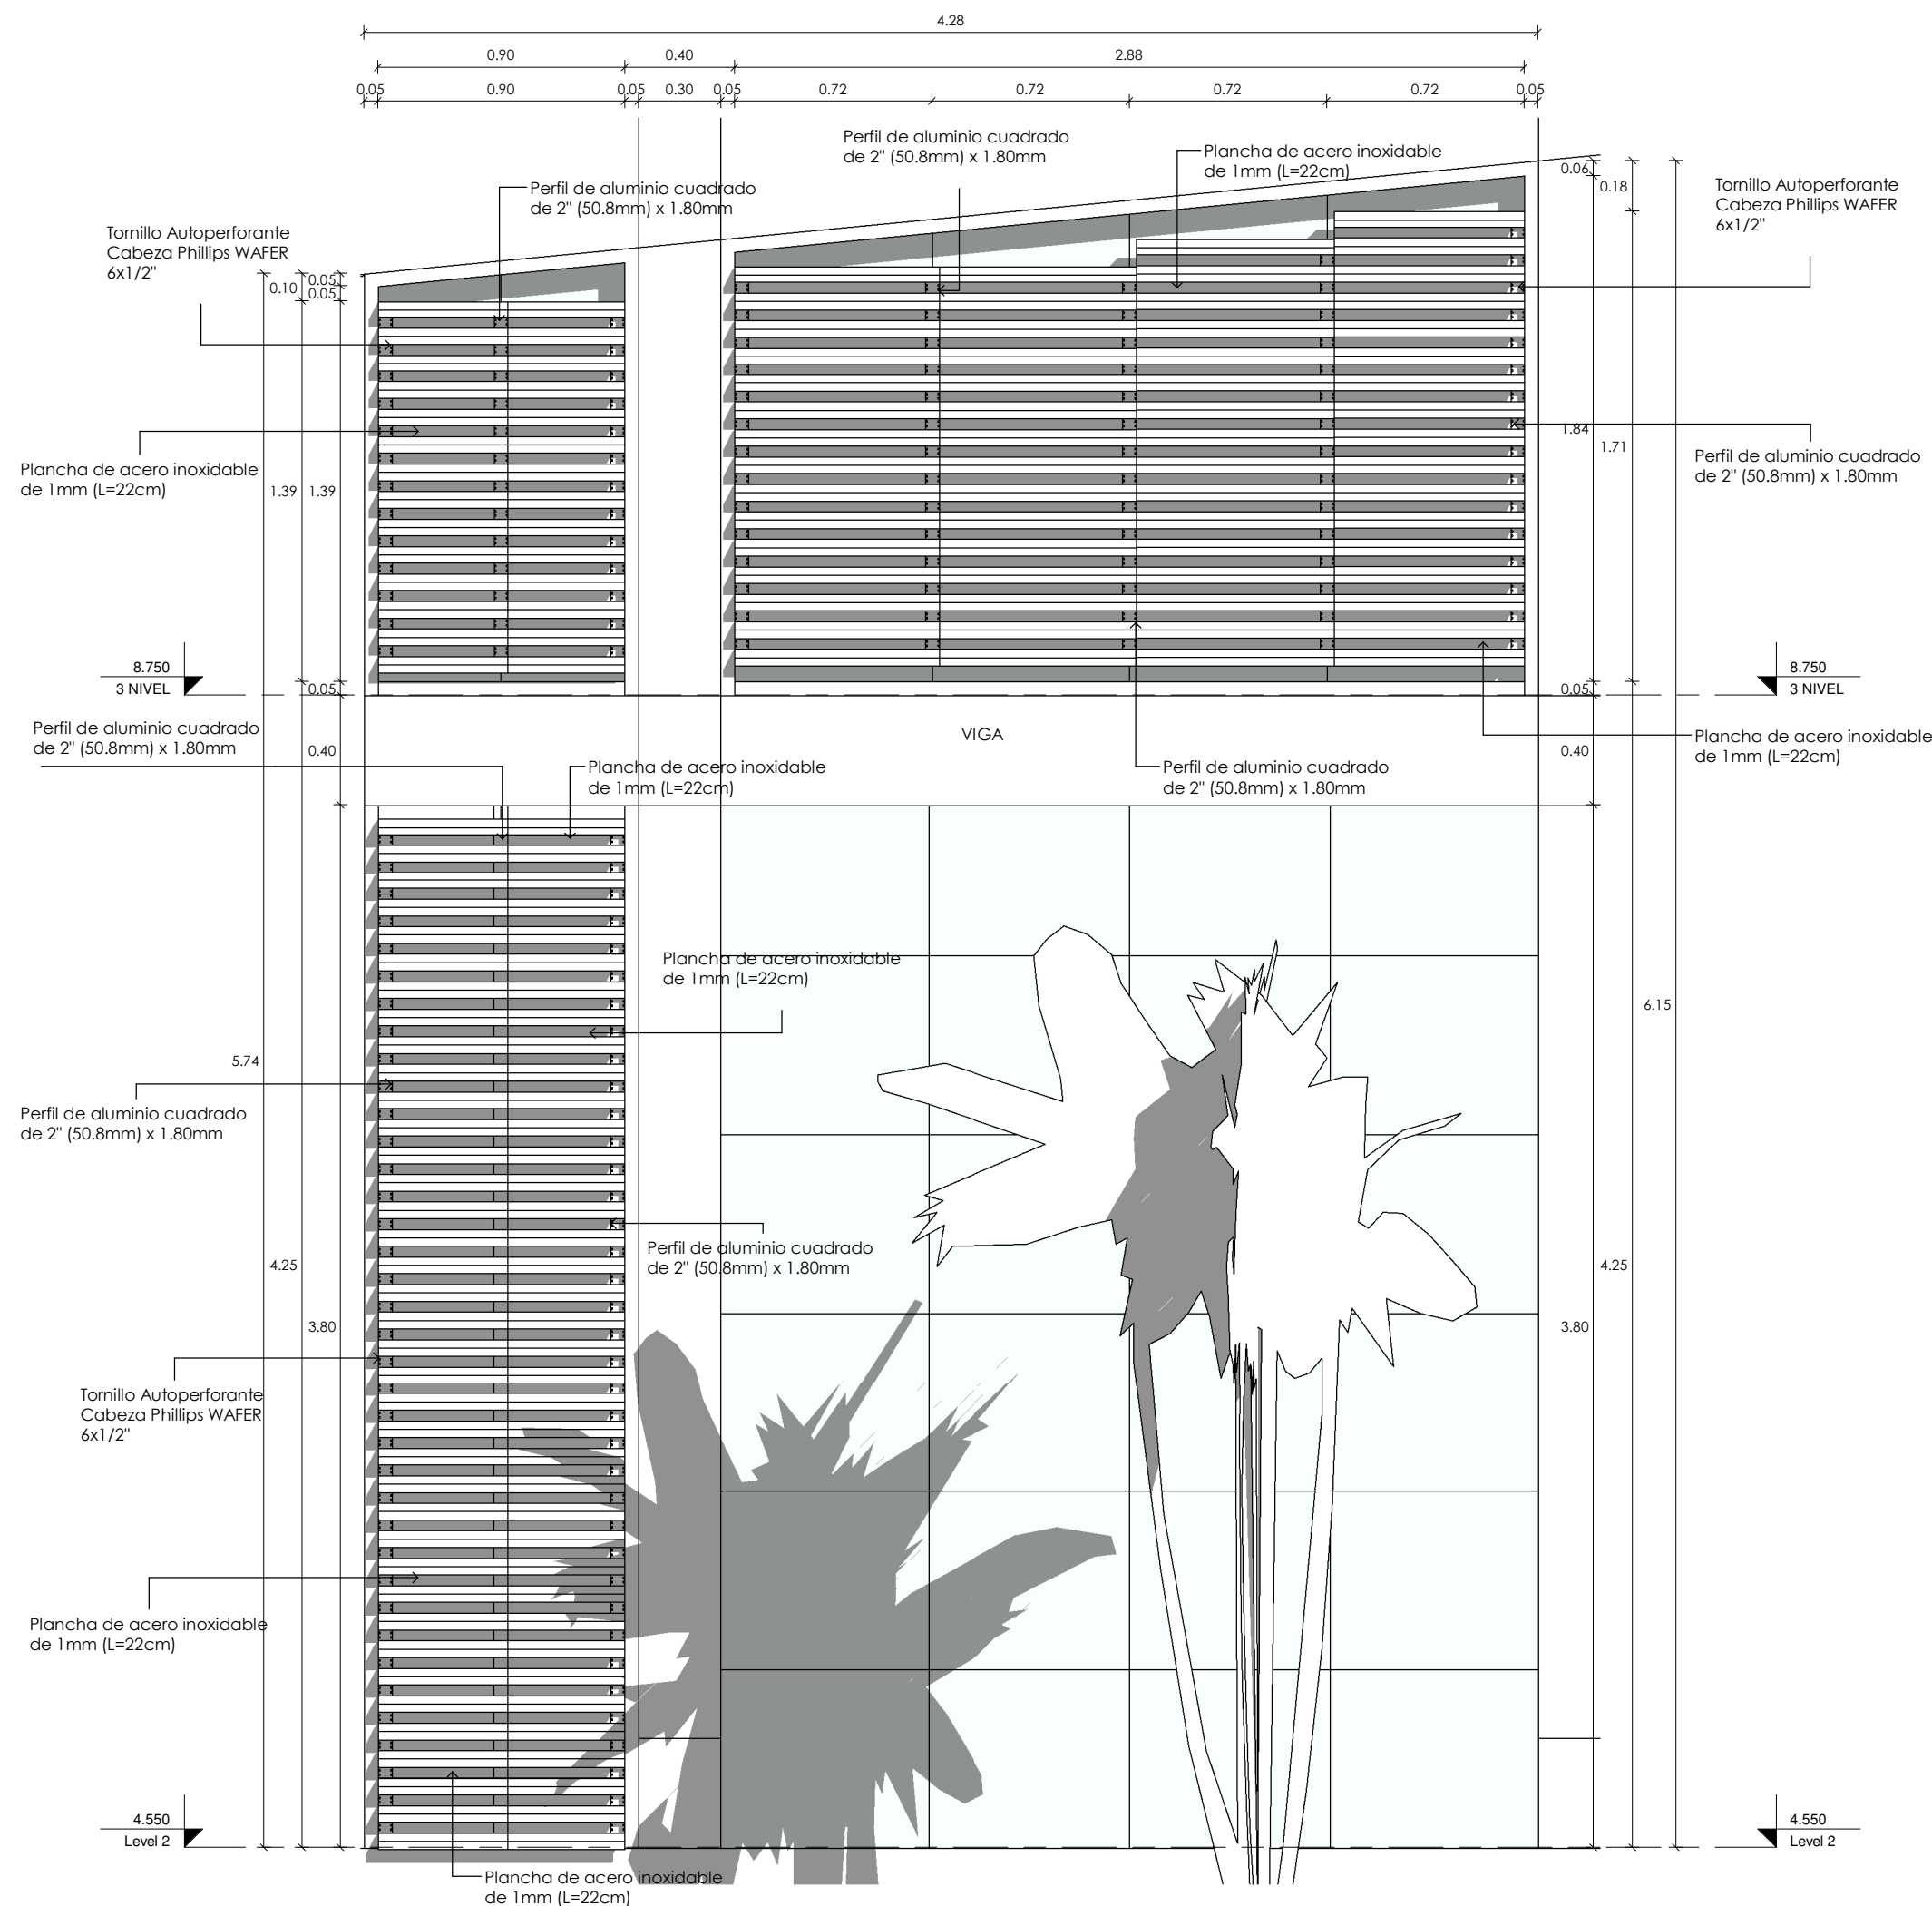 4.28
0.90 0.40 2.88
0.05 0.90 0.05 0.30 0.05 0.72 0.72 0.72 0.72 0.05
Perfil de aluminio cuadrado
de 2" (50.8mm) x 1.80mm
Plancha de acero inoxidable
de 1mm (L=22cm)
Perfil de aluminio cuadrado
de 2" (50.8mm) x 1.80mm
Tornillo Autoperforante
Cabeza Phillips WAFER
6x1/2"
Tornillo Autoperforante
Cabeza Phillips WAFER
6x1/2"
0.06
0.18
0.10
0.05
0.05
Plancha de acero inoxidable
de 1mm (L=22cm)
1.39 1.39
1.84
1.71
Perfil de aluminio cuadrado
de 2" (50.8mm) x 1.80mm
8.750
3 NIVEL
0.05
0.05
8.750
3 NIVEL
Perfil de aluminio cuadrado
de 2" (50.8mm) x 1.80mm
0.40
VIGA
0.40
Plancha de acero inoxidable
de 1mm (L=22cm)
Plancha de acero inoxidable
de 1mm (L=22cm)
Perfil de aluminio cuadrado
de 2" (50.8mm) x 1.80mm
Plancha de acero inoxidable
de 1mm (L=22cm)
6.15
5.74
Perfil de aluminio cuadrado
de 2" (50.8mm) x 1.80mm
Perfil de aluminio cuadrado
de 2" (50.8mm) x 1.80mm
4.25
4.25
3.80
3.80
Tornillo Autoperforante
Cabeza Phillips WAFER
6x1/2"
Plancha de acero inoxidable
de 1mm (L=22cm)
4.550
Level 2
4.550
Level 2
Plancha de acero inoxidable
de 1mm (L=22cm)